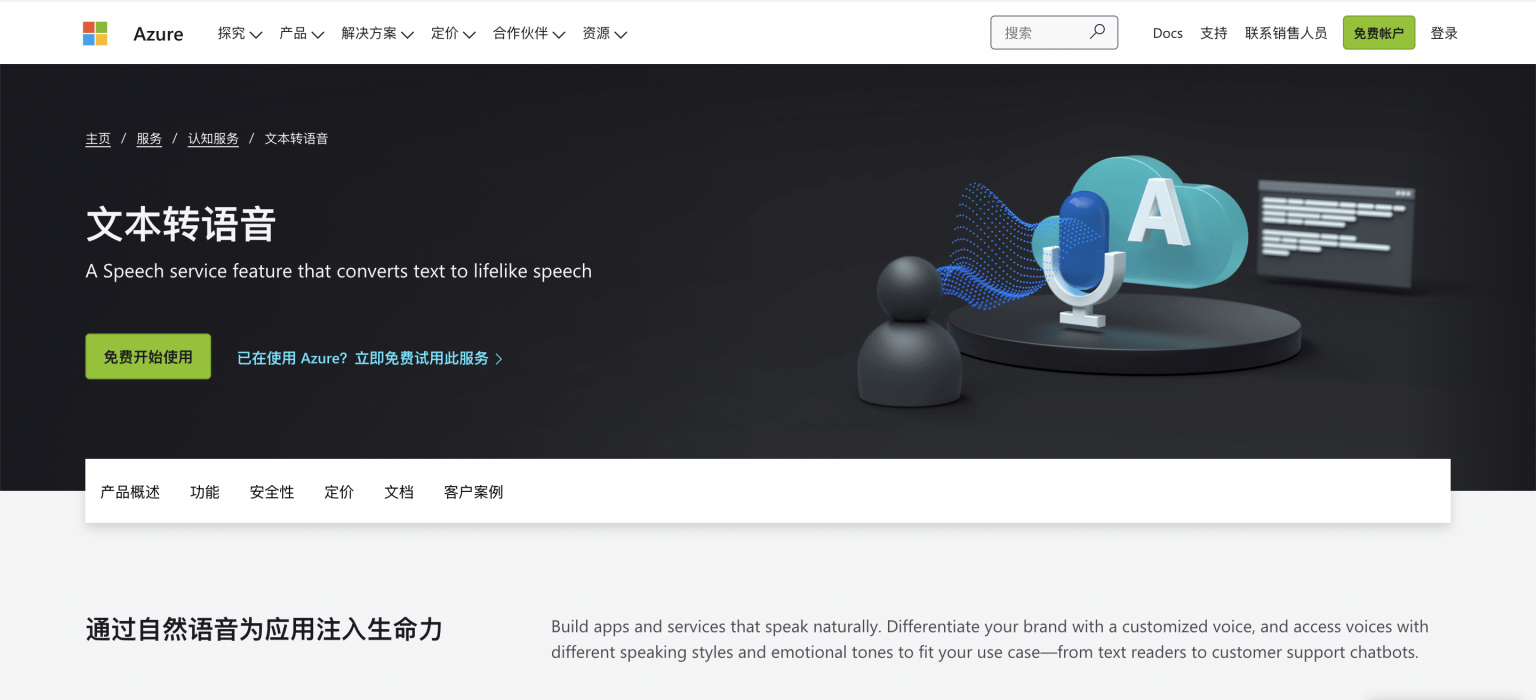 Azure 探究 产品 解决方案 定价 合作伙伴 资源 搜索 Docs 支持 联系销售人员 免费帐户 登录
主页 / 服务 / 认知服务 / 文本转语音
文本转语音
A Speech service feature that converts text to lifelike speech
A
免费开始使用 已在使用 Azure? 立即免费试用此服务
产品概述 功能 安全性 定价 文档 客户案例
通过自然语音为应用注入生命力
Build apps and services that speak naturally. Differentiate your brand with a customized voice, and access voices with
different speaking styles and emotional tones to fit your use case—from text readers to customer support chatbots.